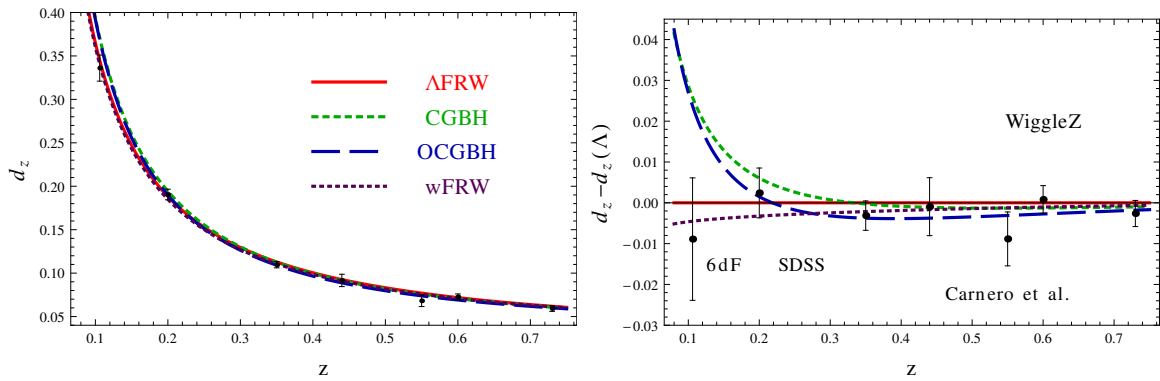 0.40
0.35
0.30
0.25
0.20
0.15
0.10
0.05
d_z
0.1 0.2 0.3 0.4 0.5 0.6 0.7
z
ΛFRW
CGBH
OCGBH
wFRW
0.04
0.03
0.02
0.01
0.00
−0.01
−0.02
−0.03
d_z−d_z(Λ)
WiggleZ
6dF SDSS
Carnero et al.
0.1 0.2 0.3 0.4 0.5 0.6 0.7
z